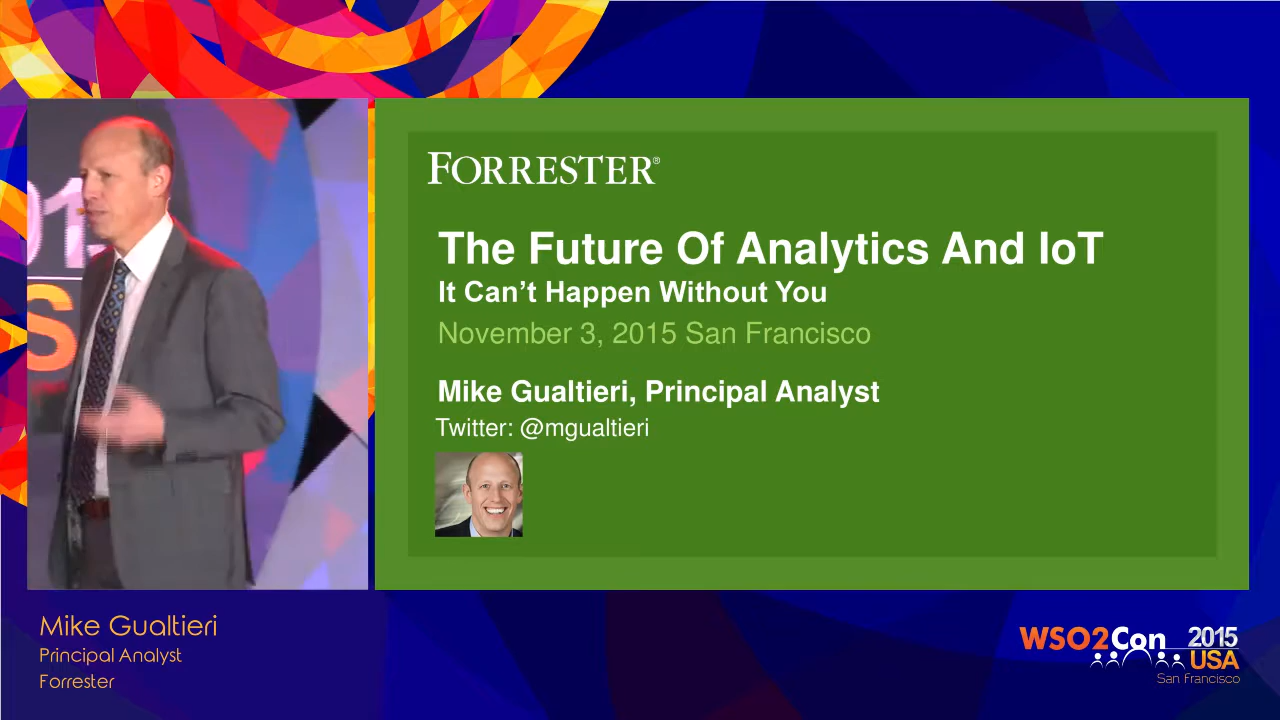 FORRESTER®
The Future Of Analytics And IoT
It Can't Happen Without You
November 3, 2015 San Francisco
Mike Gualtieri, Principal Analyst
Twitter: @mgualtieri
Mike Gualtieri
Principal Analyst
Forrester
WSO2Con 2015
USA
San Francisco